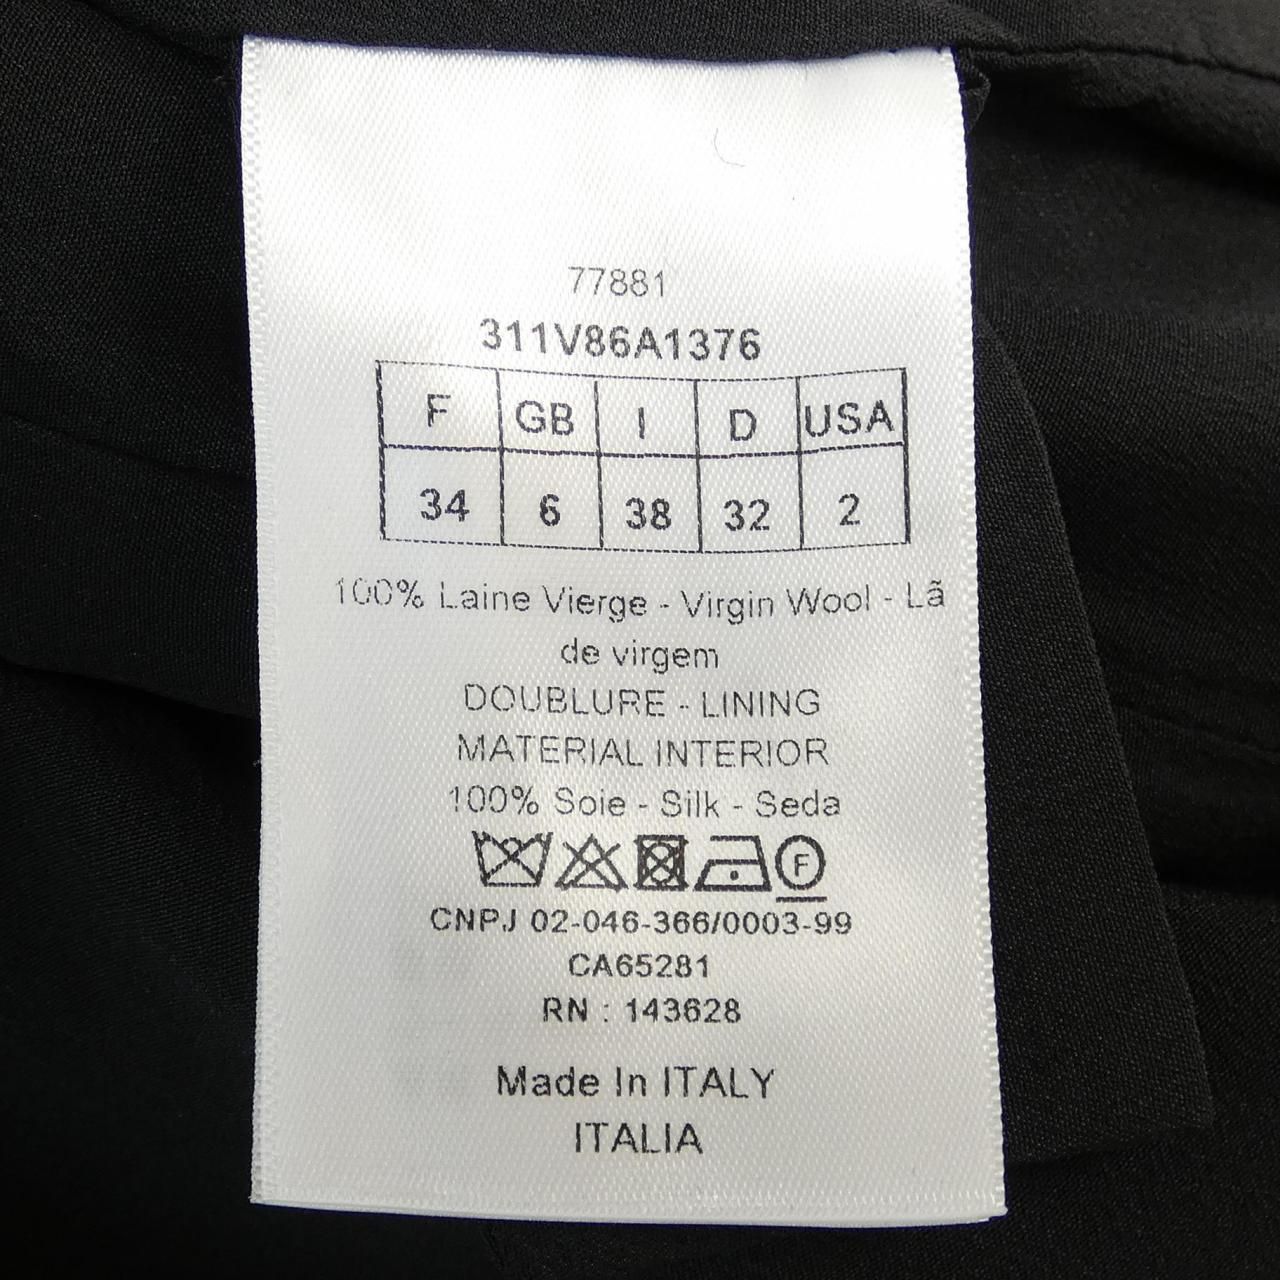 77881
311V86A1376
F GB I D USA
34 6 38 32 2
100% Laine Vierge - Virgin Wool - Lã
de virgem
DOUBLURE - LINING
MATERIAL INTERIOR
100% Soie - Silk - Seda
F
CNPJ 02-046-366/0003-99
CA65281
RN : 143628
Made In ITALY
ITALIA